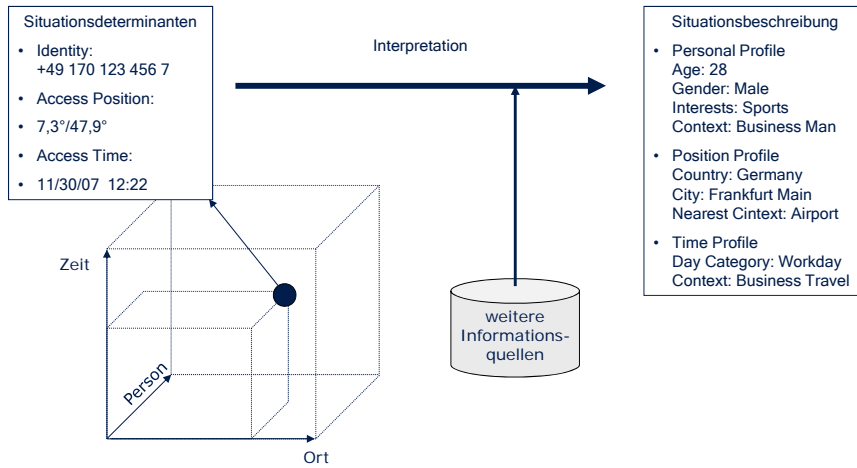 Situationsdeterminanten
• Identity:
+49 170 123 456 7
• Access Position:
• 7,3°/47,9°
• Access Time:
• 11/30/07 12:22
Interpretation
Situationsbeschreibung
• Personal Profile
Age: 28
Gender: Male
Interests: Sports
Context: Business Man
• Position Profile
Country: Germany
City: Frankfurt Main
Nearest Cintext: Airport
• Time Profile
Day Category: Workday
Context: Business Travel
Zeit
Person
Ort
weitere
Informations-
quellen